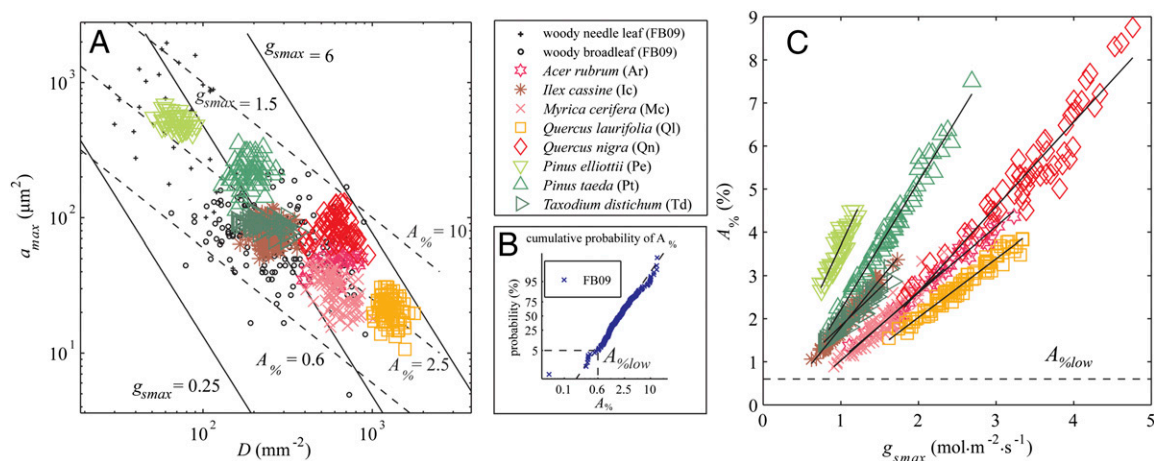 A
g_smax = 6
g_smax = 1.5
A_% = 10
A_% = 0.6
A_% = 2.5
g_smax = 0.25
10³
10²
10¹
a_max (µm²)
10² 10³
D (mm⁻²)
woody needle leaf (FB09)
woody broadleaf (FB09)
Acer rubrum (Ar)
Ilex cassine (Ic)
Myrica cerifera (Mc)
Quercus laurifolia (Ql)
Quercus nigra (Qn)
Pinus elliottii (Pe)
Pinus taeda (Pt)
Taxodium distichum (Td)
B
cumulative probability of A_%
FB09
95
75
50
25
5
probability (%)
A_%low
0.1 0.6 2.5 10
A_%
C
9
8
7
6
5
4
3
2
1
0
A_% (%)
A_%low
0 1 2 3 4 5
g_smax (mol·m⁻²·s⁻¹)